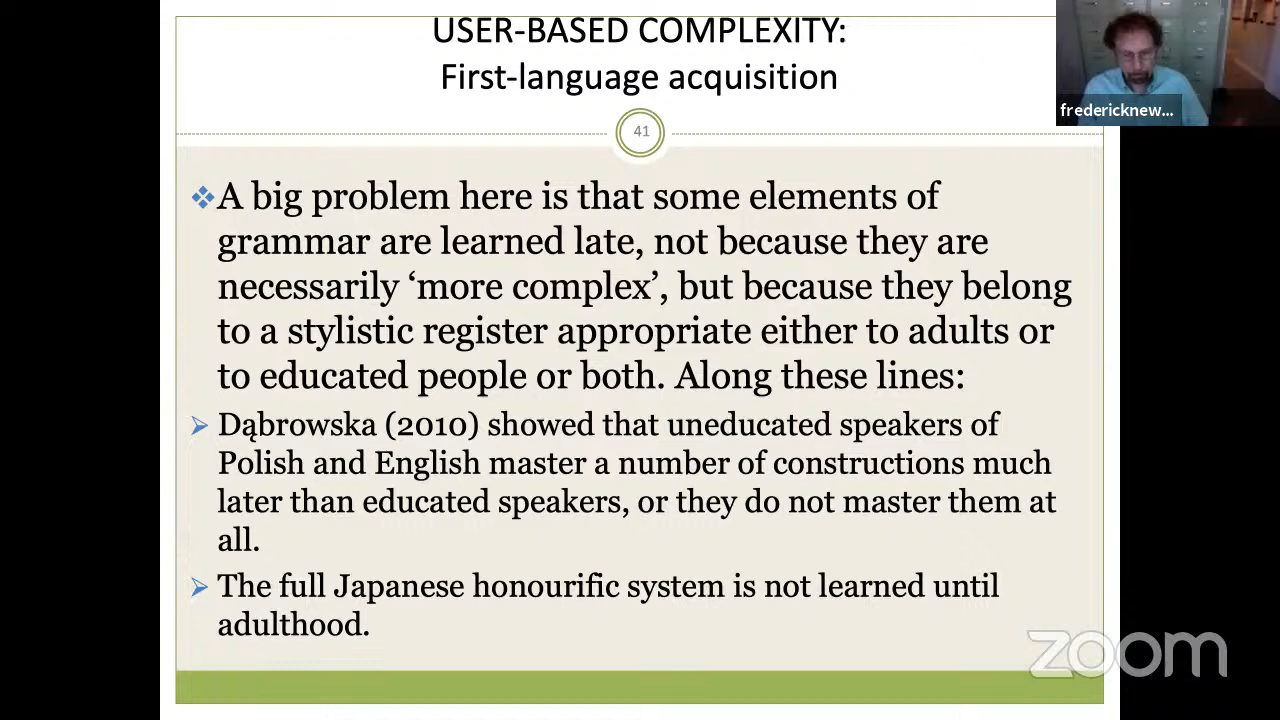 USER-BASED COMPLEXITY:
First-language acquisition
41
A big problem here is that some elements of
grammar are learned late, not because they are
necessarily ‘more complex’, but because they belong
to a stylistic register appropriate either to adults or
to educated people or both. Along these lines:
Dąbrowska (2010) showed that uneducated speakers of
Polish and English master a number of constructions much
later than educated speakers, or they do not master them at
all.
The full Japanese honourific system is not learned until
adulthood.
fredericknew...
zoom